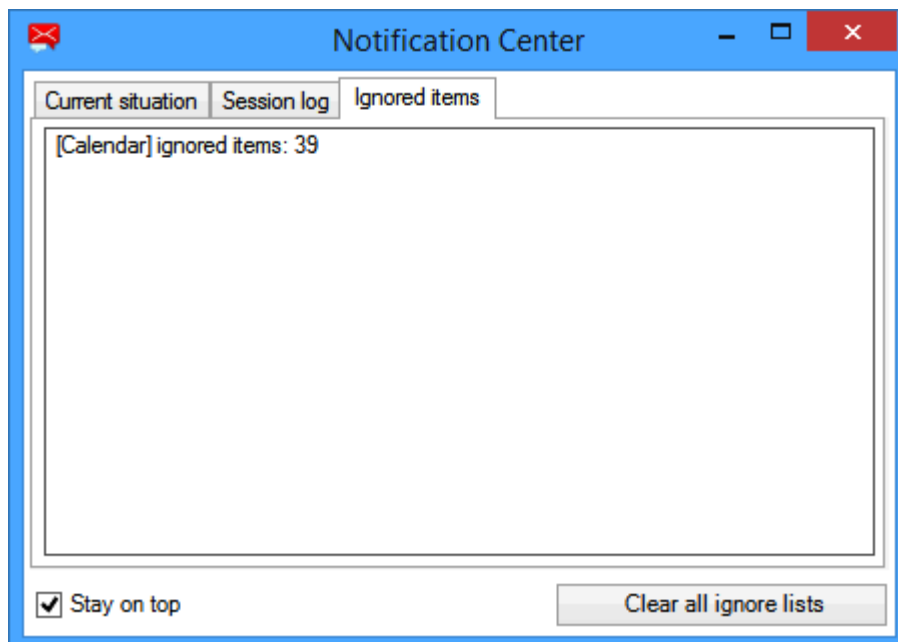 Notification Center
Current situation
Session log
Ignored items
[Calendar] ignored items: 39
Stay on top
Clear all ignore lists